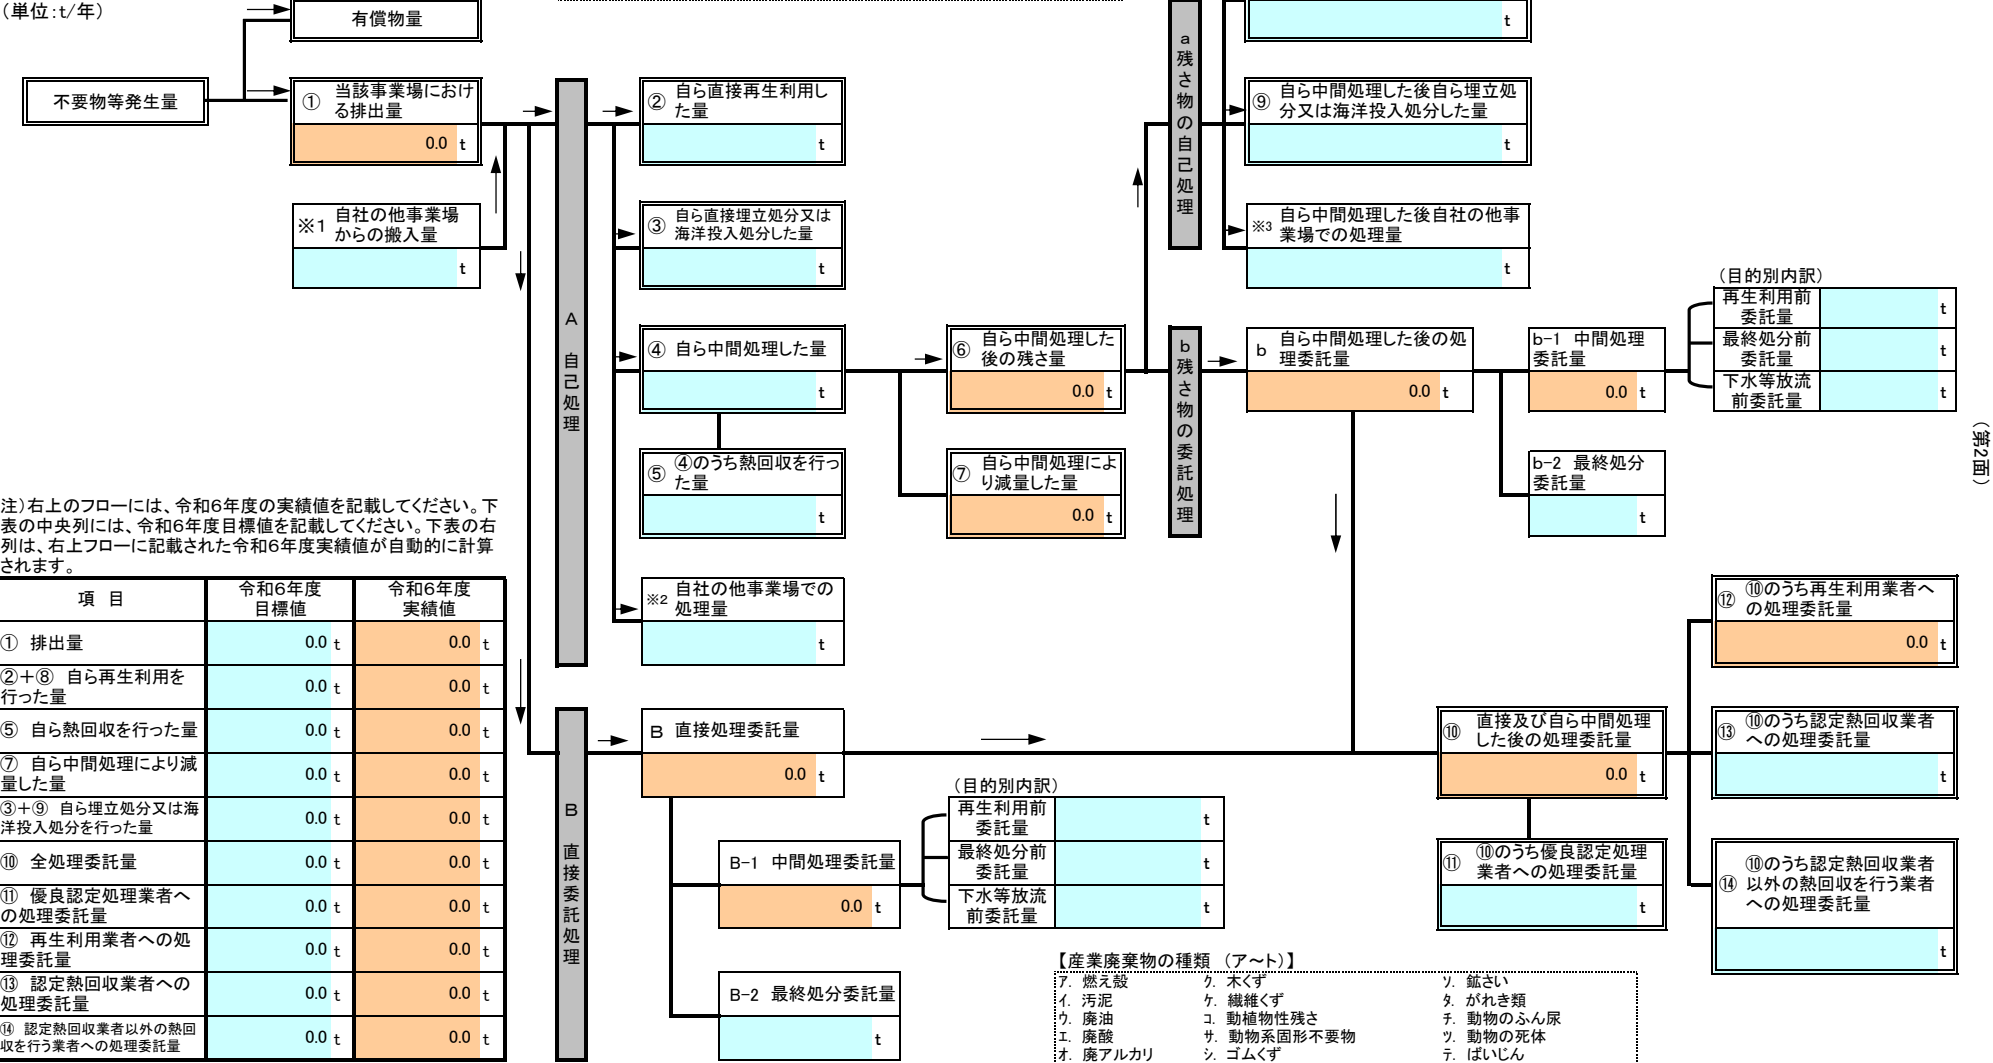 （単位：t/年）
有償物量
不要物等発生量
① 当該事業場におけ
る排出量
0.0 t
※1 自社の他事業場
からの搬入量
t
A 自己処理
② 自ら直接再生利用し
た量
t
③ 自ら直接埋立処分又は
海洋投入処分した量
t
④ 自ら中間処理した量
t
⑤ ④のうち熱回収を行っ
た量
t
※2 自社の他事業場での
処理量
t
⑥ 自ら中間処理した
後の残さ量
0.0 t
⑦ 自ら中間処理によ
り減量した量
0.0 t
a 残さ物の自己処理
t
⑨ 自ら中間処理した後自ら埋立処
分又は海洋投入処分した量
t
※3 自ら中間処理した後自社の他事
業場での処理量
t
b 残さ物の委託処理
b 自ら中間処理した後の処
理委託量
0.0 t
b-1 中間処理
委託量
0.0 t
b-2 最終処分
委託量
t
（目的別内訳）
再生利用前
委託量
t
最終処分前
委託量
t
下水等放流
前委託量
t
（第2面）
注）右上のフローには、令和6年度の実績値を記載してください。下
表の中央列には、令和6年度目標値を記載してください。下表の右
列は、右上フローに記載された令和6年度実績値が自動的に計算
されます。
項 目
令和6年度
目標値
令和6年度
実績値
① 排出量
0.0 t 0.0 t
②＋⑧ 自ら再生利用を
行った量
0.0 t 0.0 t
⑤ 自ら熱回収を行った量
0.0 t 0.0 t
⑦ 自ら中間処理により減
量した量
0.0 t 0.0 t
③＋⑨ 自ら埋立処分又は海
洋投入処分を行った量
0.0 t 0.0 t
⑩ 全処理委託量
0.0 t 0.0 t
⑪ 優良認定処理業者へ
の処理委託量
0.0 t 0.0 t
⑫ 再生利用業者への処
理委託量
0.0 t 0.0 t
⑬ 認定熱回収業者への
処理委託量
0.0 t 0.0 t
⑭ 認定熱回収業者以外の熱回
収を行う業者への処理委託量
0.0 t 0.0 t
B 直接委託処理
B 直接処理委託量
0.0 t
B-1 中間処理委託量
0.0 t
B-2 最終処分委託量
t
（目的別内訳）
再生利用前
委託量
t
最終処分前
委託量
t
下水等放流
前委託量
t
⑩ 直接及び自ら中間処理
した後の処理委託量
0.0 t
⑪ ⑩のうち優良認定処理
業者への処理委託量
t
⑫ ⑩のうち再生利用業者へ
の処理委託量
0.0 t
⑬ ⑩のうち認定熱回収業者
への処理委託量
t
⑭ ⑩のうち認定熱回収業者
以外の熱回収を行う業者
への処理委託量
t
【産業廃棄物の種類 （ア～ト）】
ア. 燃え殻 ク. 木くず ソ. 鉱さい
イ. 汚泥 ケ. 繊維くず タ. がれき類
ウ. 廃油 コ. 動植物性残さ チ. 動物のふん尿
エ. 廃酸 サ. 動物系固形不要物 ツ. 動物の死体
オ. 廃アルカリ シ. ゴムくず テ. ばいじん